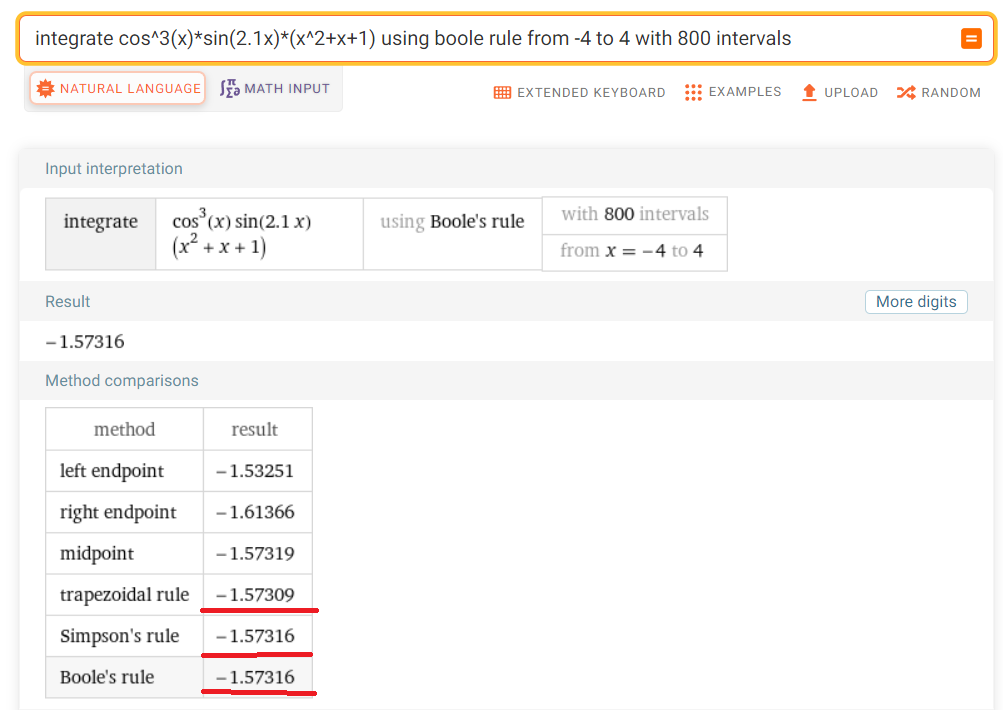 integrate cos^3(x)*sin(2.1x)*(x^2+x+1) using boole rule from -4 to 4 with 800 intervals
NATURAL LANGUAGE
∫π Σ∂ MATH INPUT
EXTENDED KEYBOARD
EXAMPLES
UPLOAD
RANDOM
Input interpretation
integrate
cos³(x) sin(2.1 x)
(x² + x + 1)
using Boole's rule
with 800 intervals
from x = −4 to 4
Result
More digits
−1.57316
Method comparisons
method result
left endpoint −1.53251
right endpoint −1.61366
midpoint −1.57319
trapezoidal rule −1.57309
Simpson's rule −1.57316
Boole's rule −1.57316